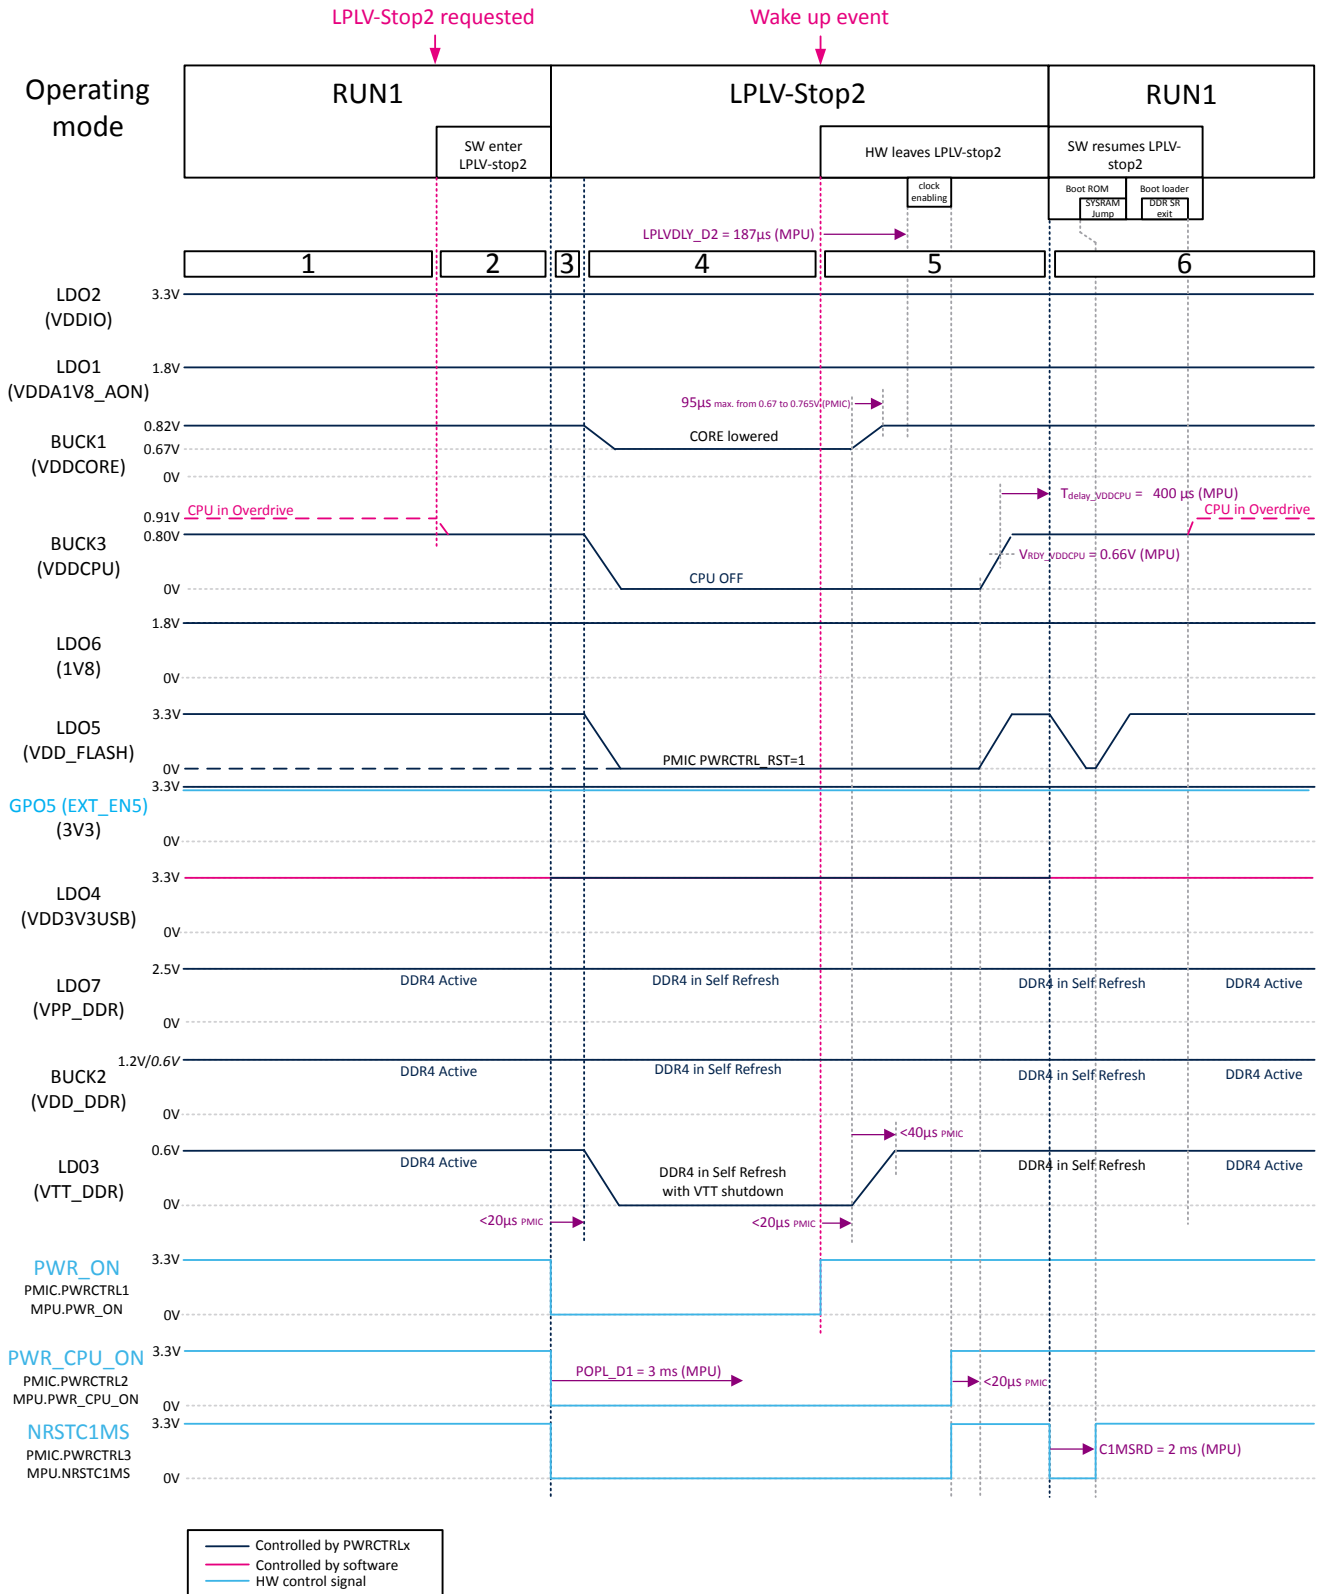 LPLV-Stop2 requested
Wake up event
Operating
mode
RUN1
LPLV-Stop2
RUN1
SW enter
LPLV-stop2
HW leaves LPLV-stop2
SW resumes LPLV-
stop2
clock
enabling
Boot ROM
Boot loader
SYSRAM
Jump
DDR SR
exit
LPLVDLY_D2 = 187µs (MPU)
1
2
3
4
5
6
LDO2
(VDDIO)
3.3V
LDO1
(VDDA1V8_AON)
1.8V
95µs max. from 0.67 to 0.765V (PMIC)
BUCK1
(VDDCORE)
0.82V
0.67V
0V
CORE lowered
Tdelay_VDDCPU = 400 µs (MPU)
0.91V
CPU in Overdrive
CPU in Overdrive
BUCK3
(VDDCPU)
0.80V
0V
VRDY_VDDCPU = 0.66V (MPU)
CPU OFF
LDO6
(1V8)
1.8V
0V
LDO5
(VDD_FLASH)
3.3V
0V
PMIC PWRCTRL_RST=1
GPO5 (EXT_EN5)
(3V3)
3.3V
0V
LDO4
(VDD3V3USB)
3.3V
0V
LDO7
(VPP_DDR)
2.5V
0V
DDR4 Active
DDR4 in Self Refresh
DDR4 in Self Refresh
DDR4 Active
BUCK2
(VDD_DDR)
1.2V/0.6V
0V
DDR4 Active
DDR4 in Self Refresh
DDR4 in Self Refresh
DDR4 Active
<40µs PMIC
LD03
(VTT_DDR)
0.6V
0V
DDR4 Active
DDR4 in Self Refresh
with VTT shutdown
DDR4 in Self Refresh
DDR4 Active
<20µs PMIC
<20µs PMIC
PWR_ON
PMIC.PWRCTRL1
MPU.PWR_ON
3.3V
0V
PWR_CPU_ON
PMIC.PWRCTRL2
MPU.PWR_CPU_ON
3.3V
0V
POPL_D1 = 3 ms (MPU)
<20µs PMIC
NRSTC1MS
PMIC.PWRCTRL3
MPU.NRSTC1MS
3.3V
0V
C1MSRD = 2 ms (MPU)
Controlled by PWRCTRLx
Controlled by software
HW control signal